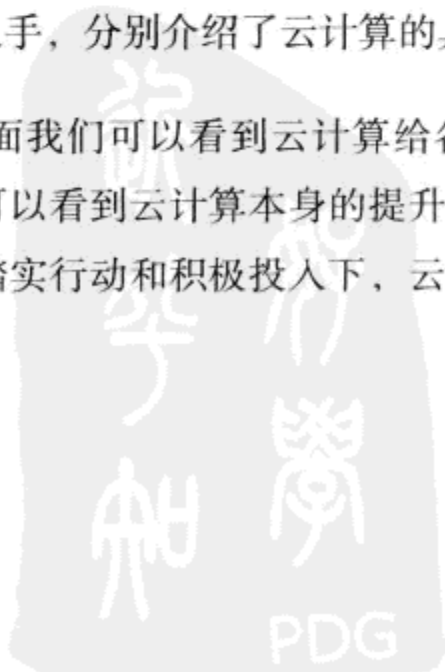 手，分别介绍了云计算的
面我们可以看到云计算给
可以看到云计算本身的提升
踏实行动和积极投入下，云
PDG